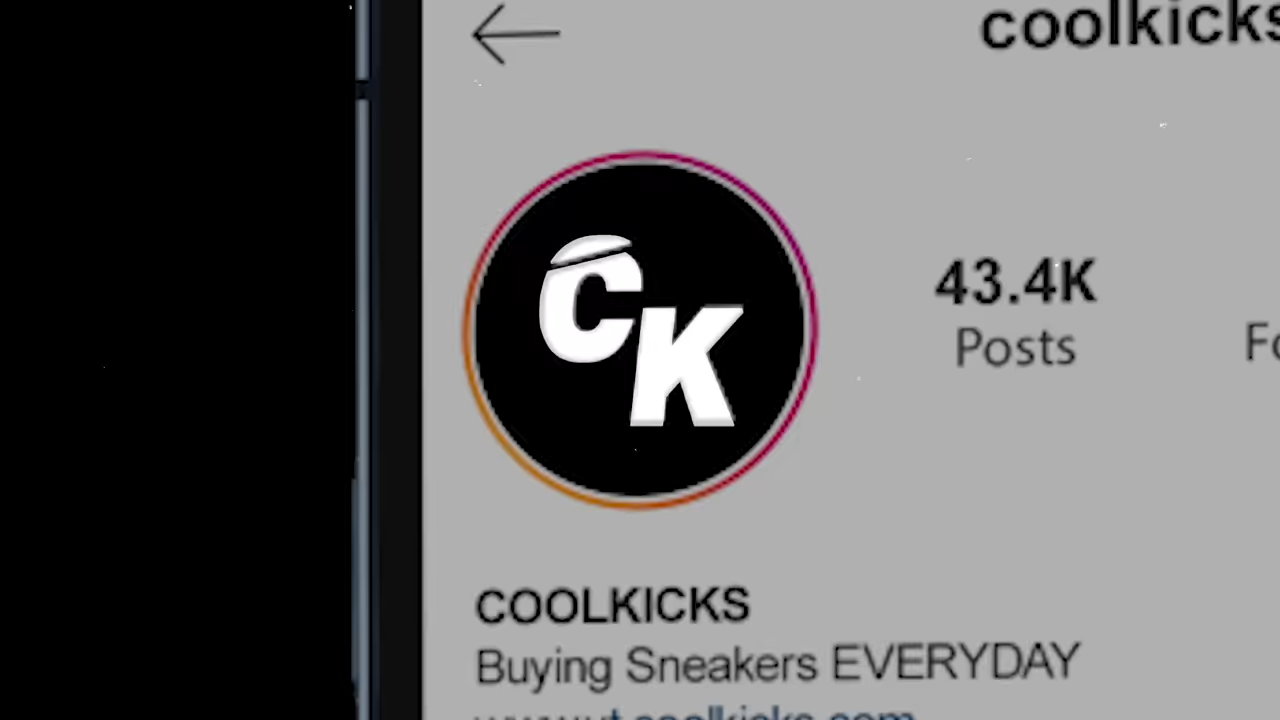 coolkicks
CK
43.4K
Posts
COOLKICKS
Buying Sneakers EVERYDAY